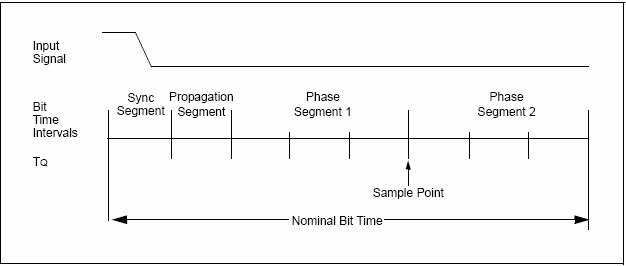 Input
Signal
Bit
Time
Intervals
Sync
Segment
Propagation
Segment
Phase
Segment 1
Phase
Segment 2
TQ
Sample Point
Nominal Bit Time